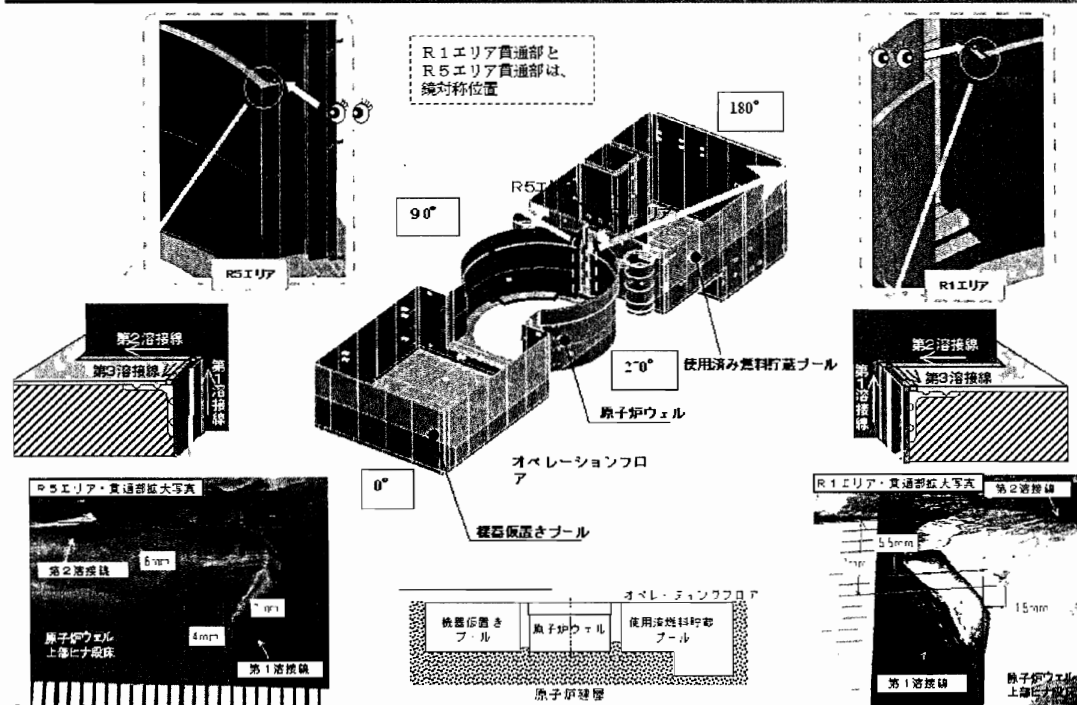 R1エリア貫通部と
R5エリア貫通部は、
鏡対称位置
180°
90°
R5エリア
R1エリア
第2溶接線
第3溶接線
第1溶接線
第2溶接線
第3溶接線
第1溶接線
使用済み燃料貯蔵プール
原子炉ウェル
オペレーションフロ
ア
0°
機器仮置きプール
R5エリア・貫通部拡大写真
第2溶接線
6mm
4mm
原子炉ウェル
上部ヒナ段床
第1溶接線
オペレーティングフロア
機器仮置き
プール
原子炉ウェル
使用済燃料貯蔵
プール
原子炉建屋
R1エリア・貫通部拡大写真
第2溶接線
5.5mm
第1溶接線
原子炉ウェル